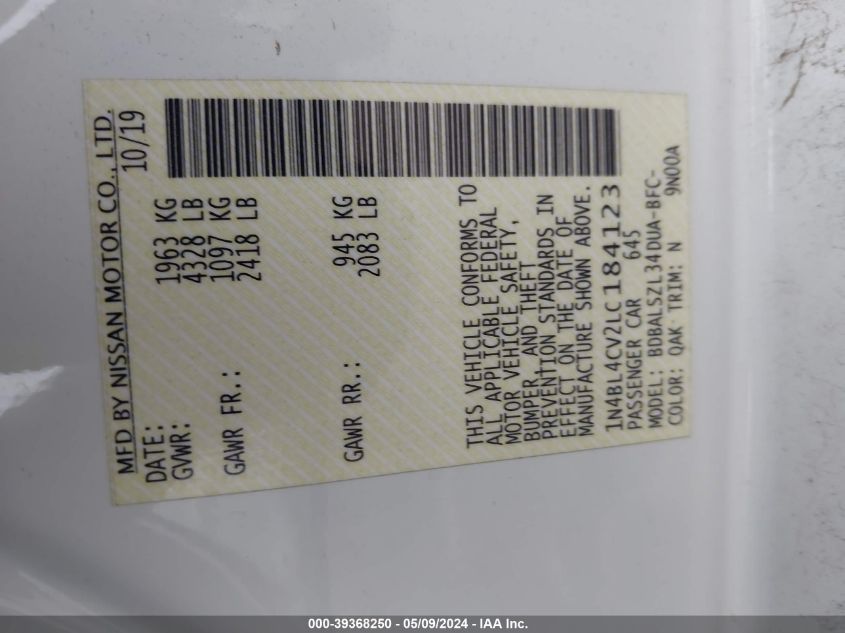 MFD BY NISSAN MOTOR CO., LTD.
DATE: 10/19
GVWR: 1963 KG
4328 LB
GAWR FR.: 1097 KG
2418 LB
GAWR RR.: 945 KG
2083 LB
THIS VEHICLE CONFORMS TO
ALL APPLICABLE FEDERAL
MOTOR VEHICLE SAFETY,
BUMPER, AND THEFT
PREVENTION STANDARDS IN
EFFECT ON THE DATE OF
MANUFACTURE SHOWN ABOVE.
1N4BL4CV2LC184123
PASSENGER CAR 645
MODEL: BDBALSZL34DUA-BFC-
COLOR: QAK TRIM: N 9N00A
000-39368250 - 05/09/2024 - IAA Inc.